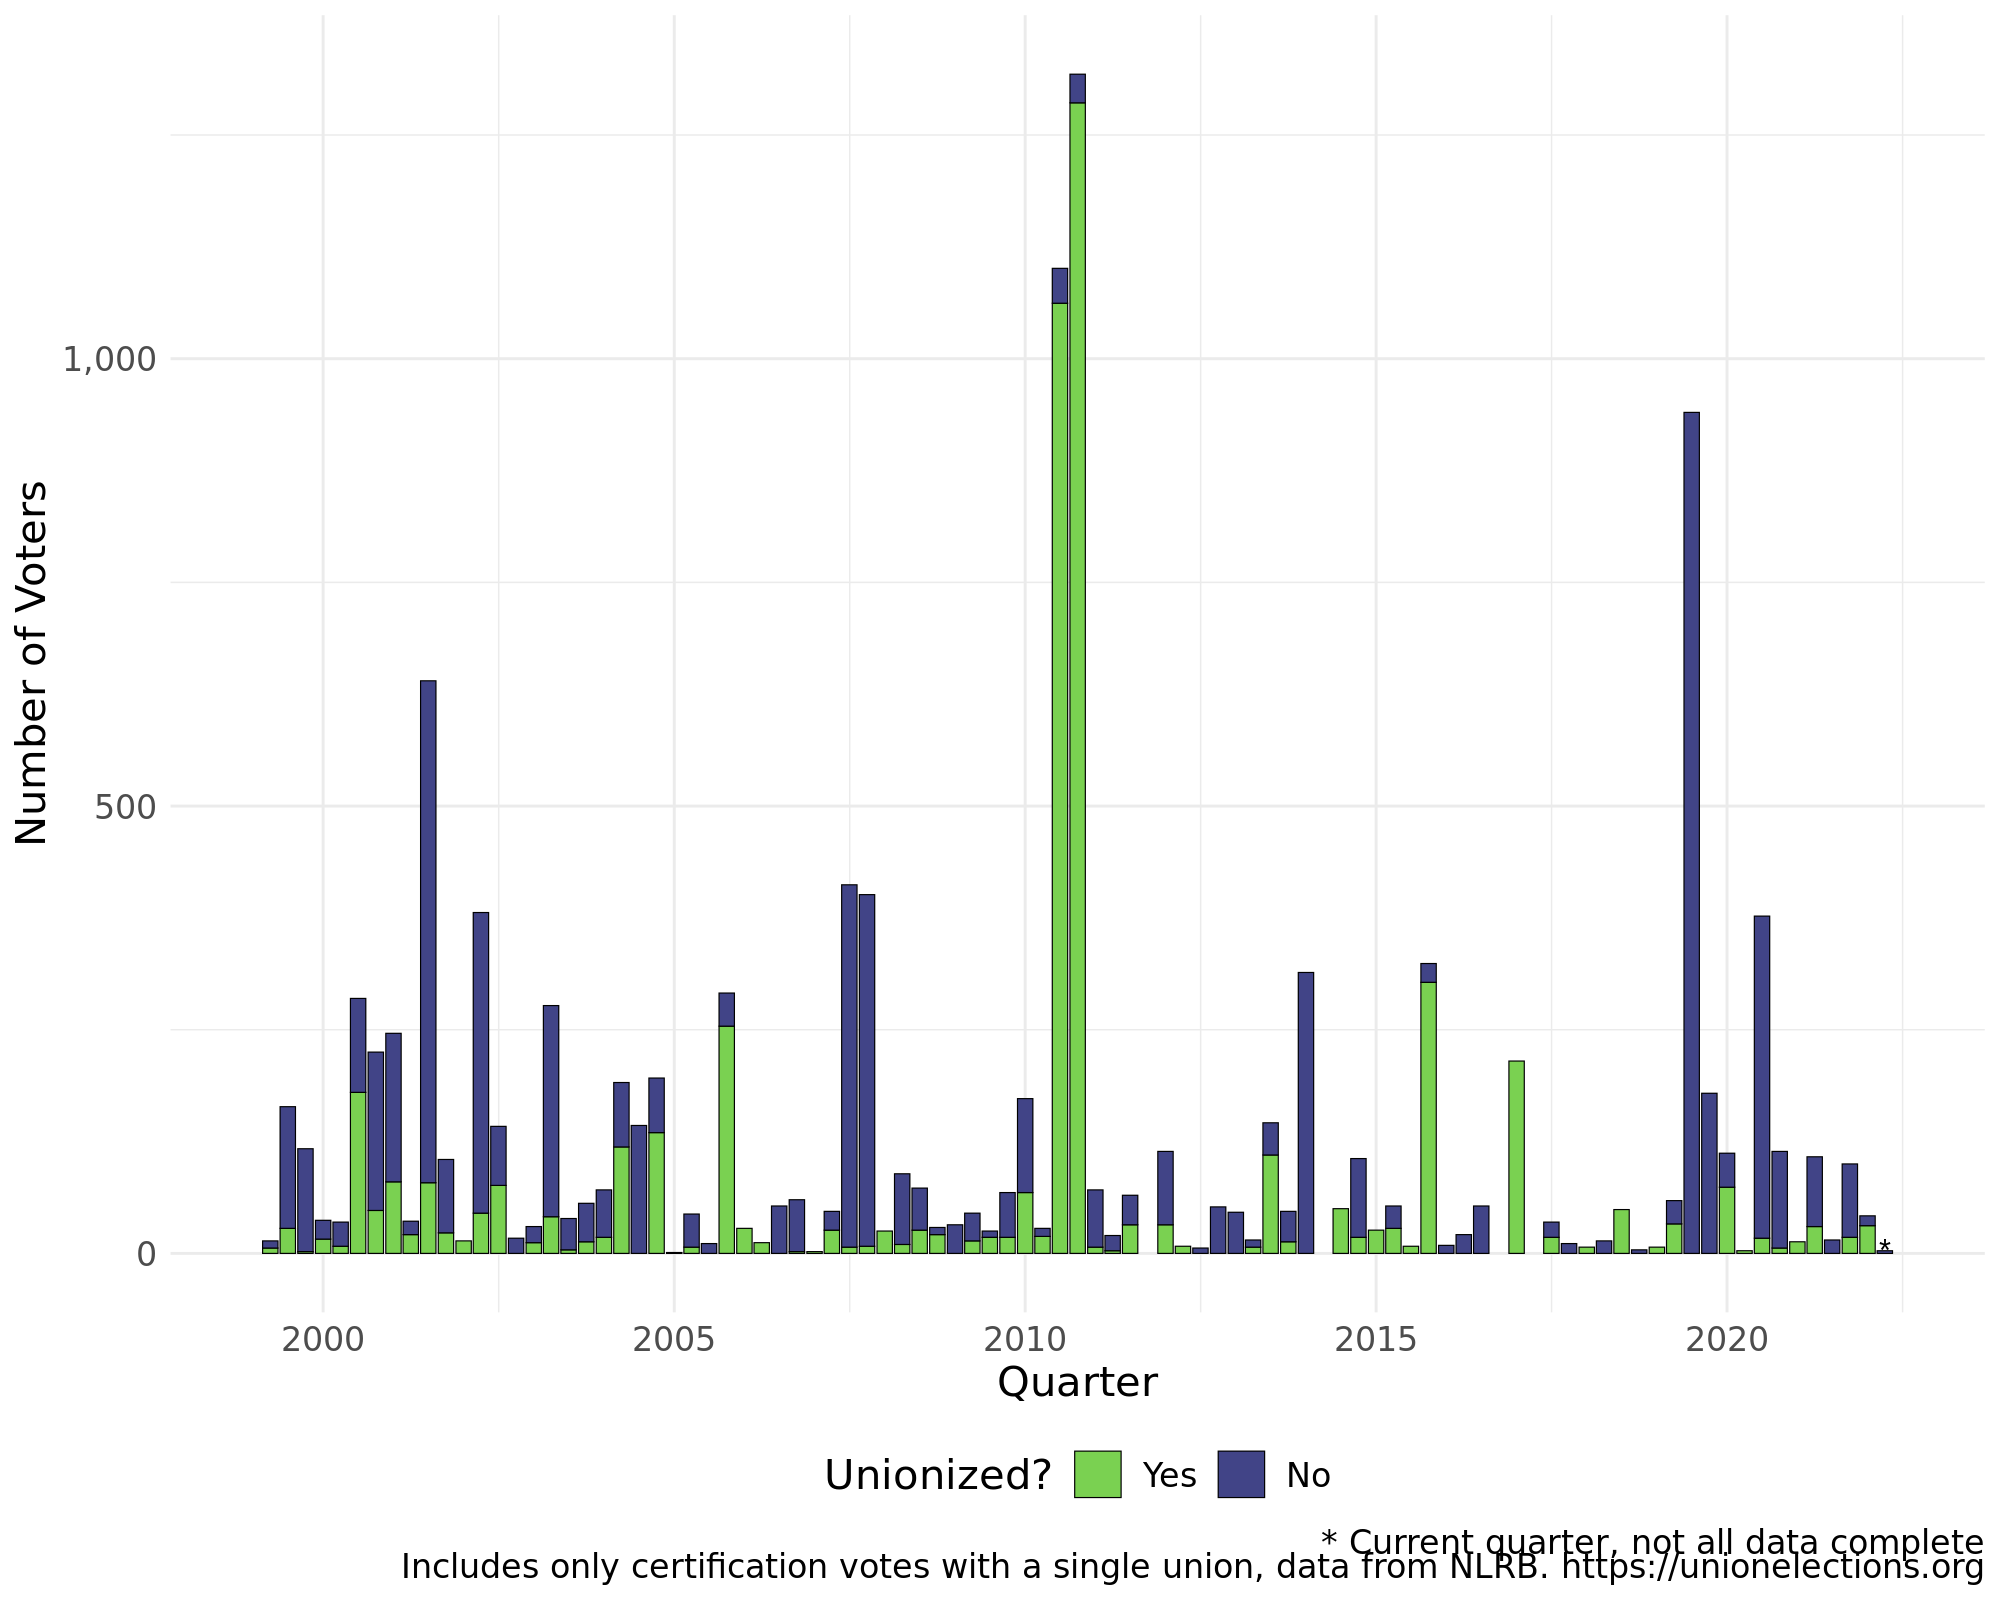 Number of Voters
1,000
500
0
*
2000 2005 2010 2015 2020
Quarter
Unionized? Yes No
* Current quarter, not all data complete
Includes only certification votes with a single union, data from NLRB. https://unionelections.org